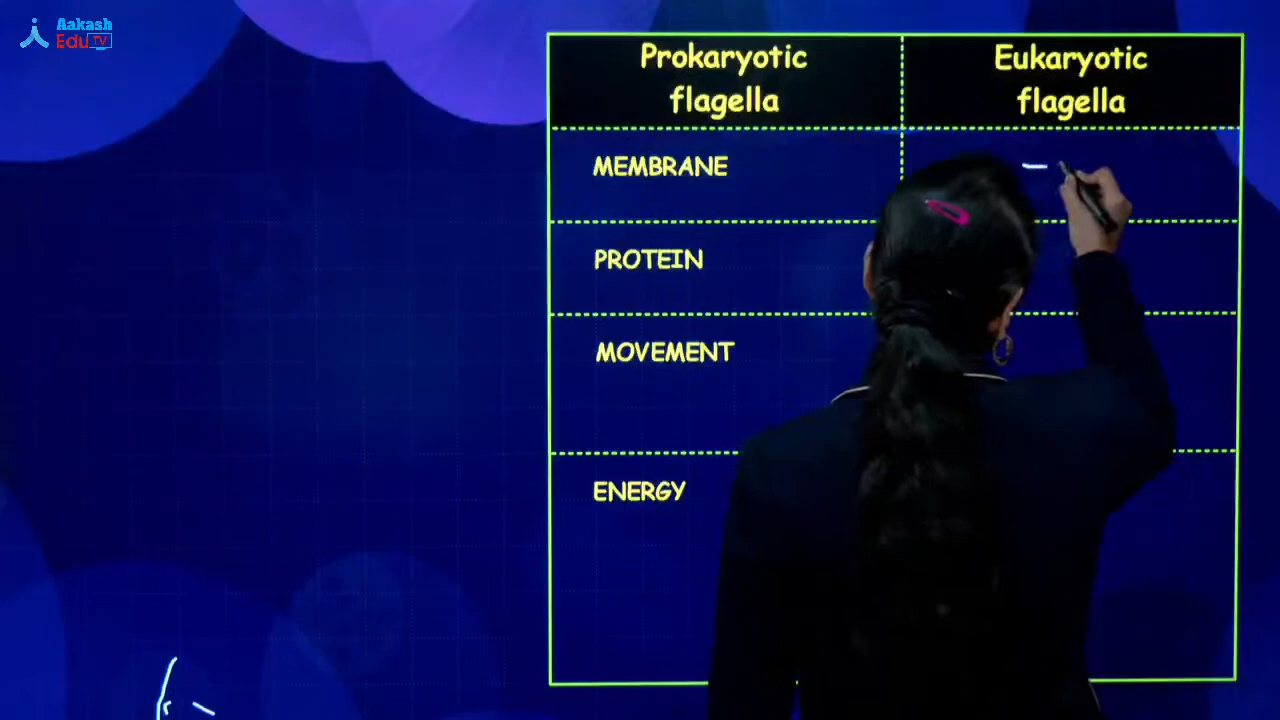 Aakash
Edu TV
Prokaryotic
flagella
Eukaryotic
flagella
MEMBRANE
PROTEIN
MOVEMENT
ENERGY